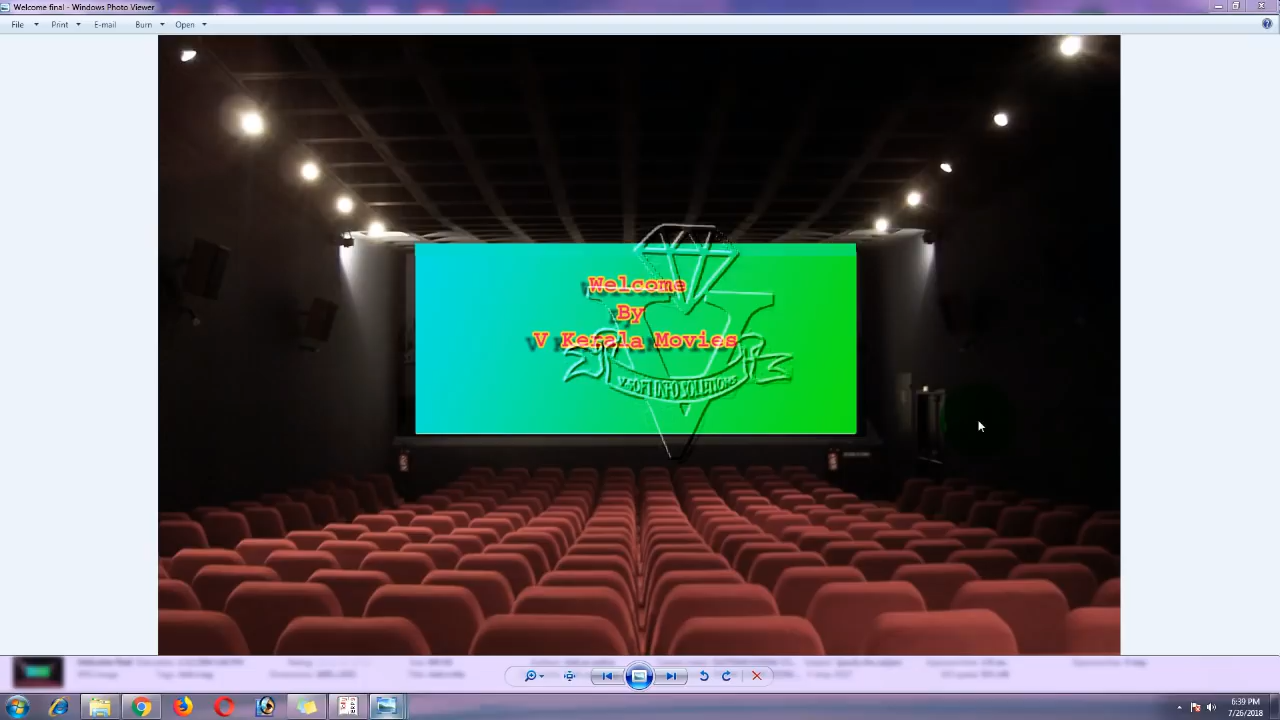 Welcome final - Windows Photo Viewer
File Print E-mail Burn Open
Welcome
By
V Kerala Movies
V-SOFT INFO SOLUTIONS
6:39 PM
7/26/2018